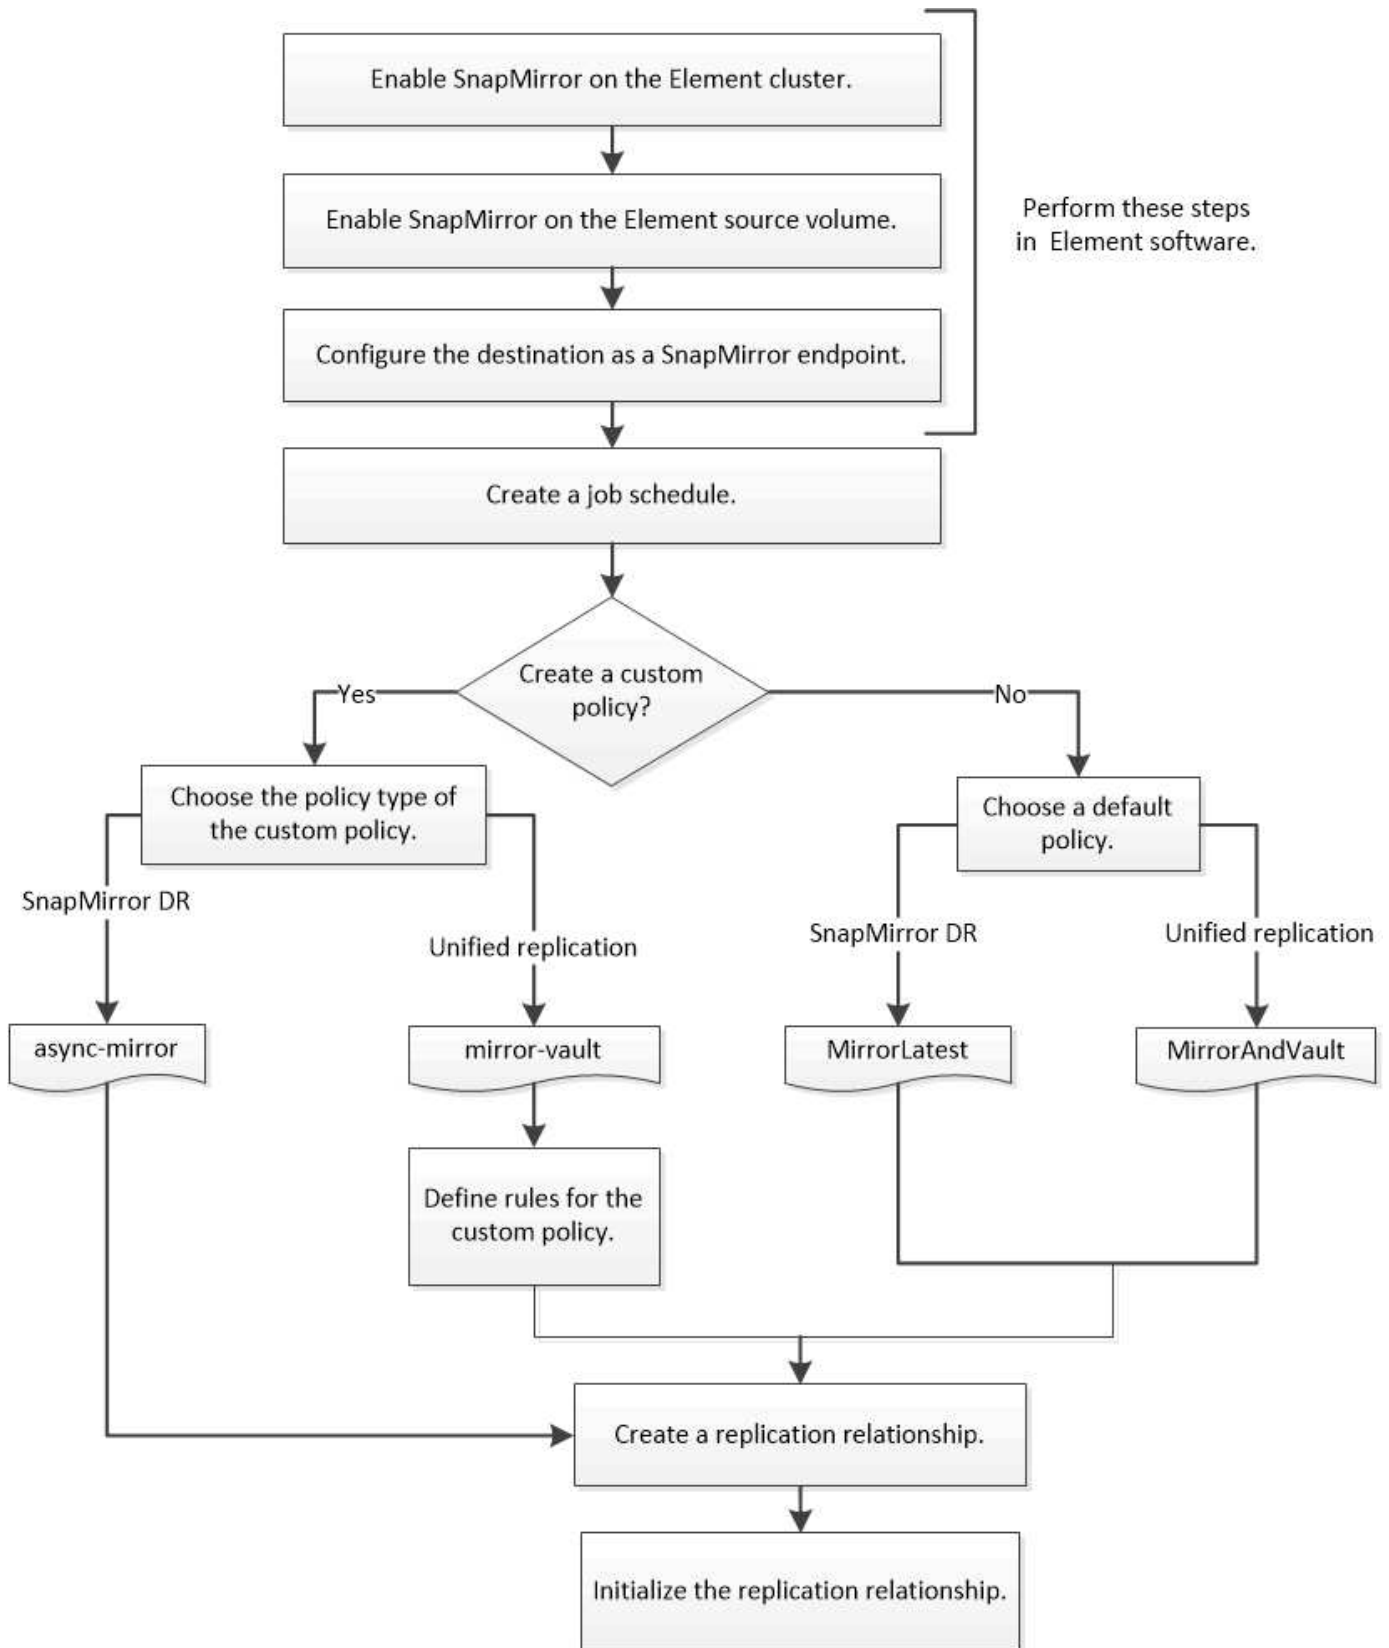 Enable SnapMirror on the Element cluster.
Enable SnapMirror on the Element source volume.
Perform these steps
in Element software.
Configure the destination as a SnapMirror endpoint.
Create a job schedule.
Create a custom
policy?
Yes
No
Choose the policy type of
the custom policy.
Choose a default
policy.
SnapMirror DR
Unified replication
SnapMirror DR
Unified replication
async-mirror
mirror-vault
MirrorLatest
MirrorAndVault
Define rules for the
custom policy.
Create a replication relationship.
Initialize the replication relationship.